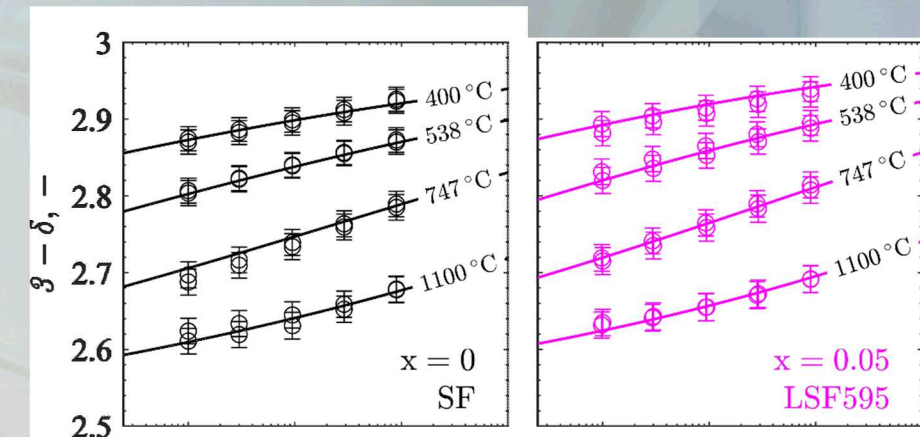 3
2.9
2.8
2.7
2.6
2.5
3 − δ, −
400 °C
538 °C
747 °C
1100 °C
x = 0
SF
400 °C
538 °C
747 °C
1100 °C
x = 0.05
LSF595